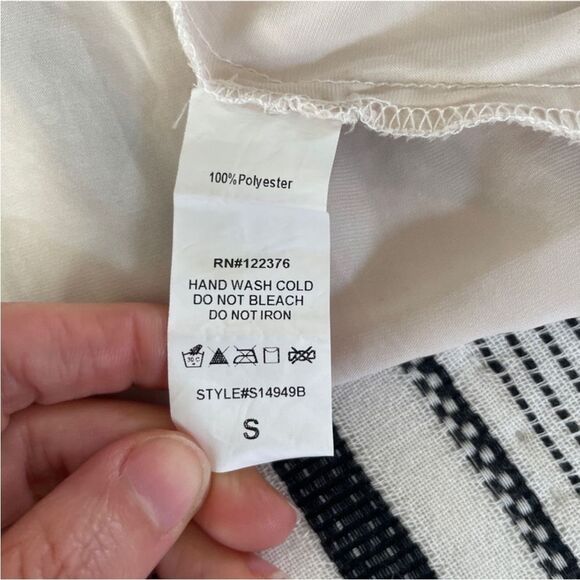 100%Polyester
RN#122376
HAND WASH COLD
DO NOT BLEACH
DO NOT IRON
STYLE#S14949B
S